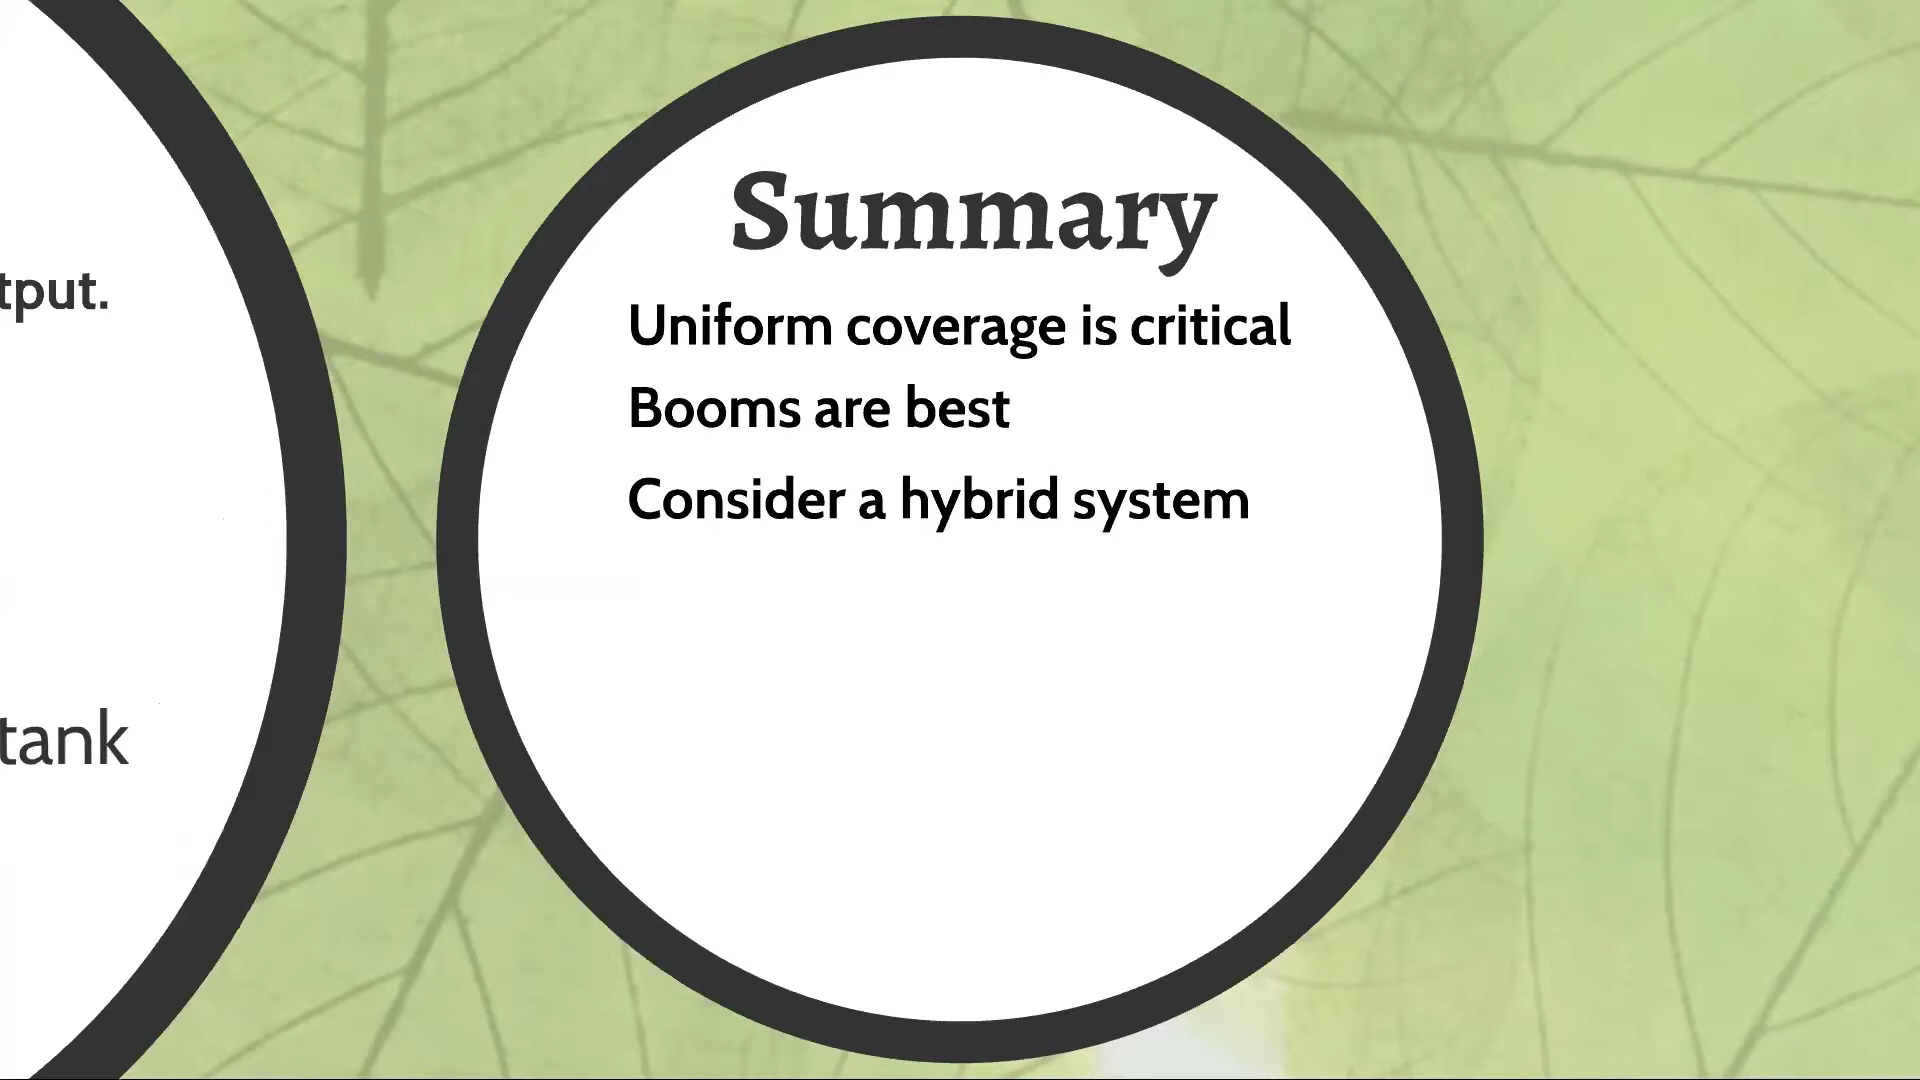 tput.
tank
Summary
Uniform coverage is critical
Booms are best
Consider a hybrid system